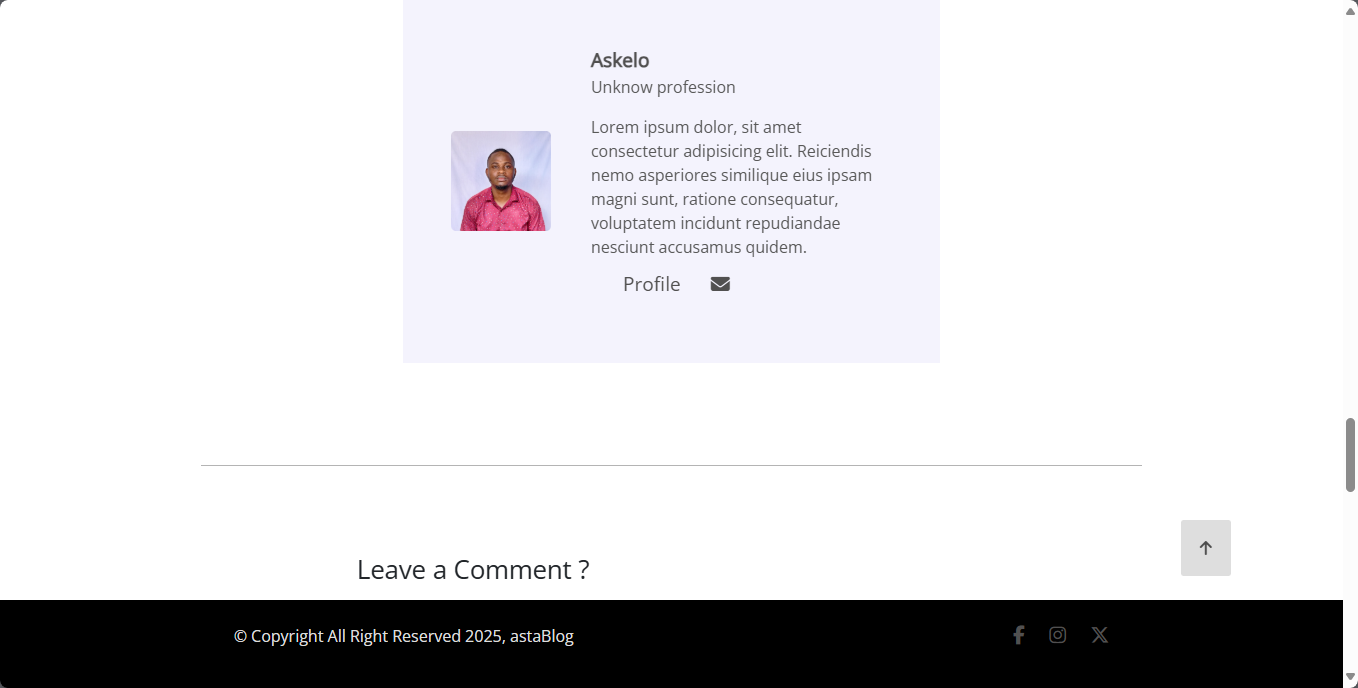 Askelo
Unknow profession
Lorem ipsum dolor, sit amet
consectetur adipisicing elit. Reiciendis
nemo asperiores similique eius ipsam
magni sunt, ratione consequatur,
voluptatem incidunt repudiandae
nesciunt accusamus quidem.
Profile
Leave a Comment ?
© Copyright All Right Reserved 2025, astaBlog